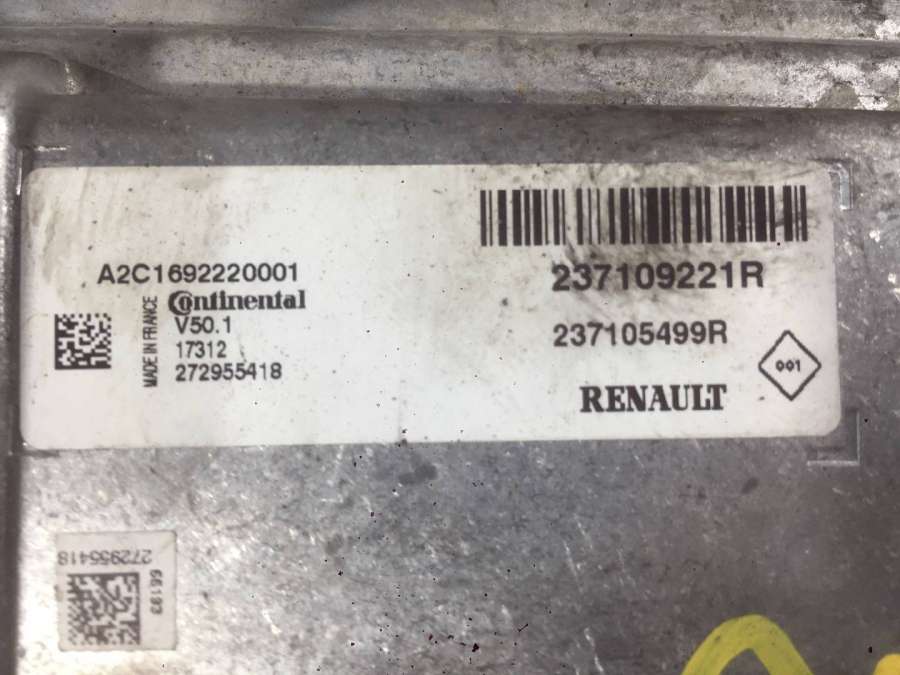 A2C1692220001
Continental
V50.1
17312
272955418
MADE IN FRANCE
237109221R
237105499R
RENAULT
001
272955418
66193